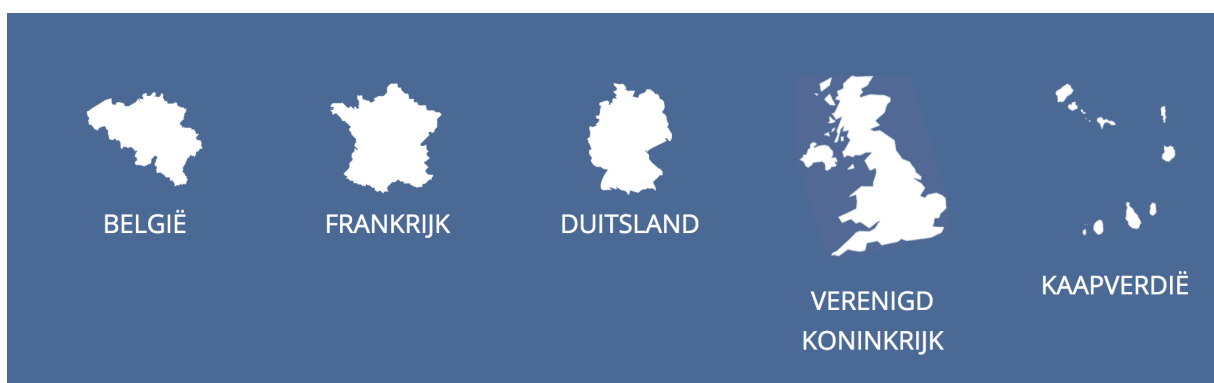 BELGIË
FRANKRIJK
DUITSLAND
VERENIGD
KONINKRIJK
KAAPVERDIË